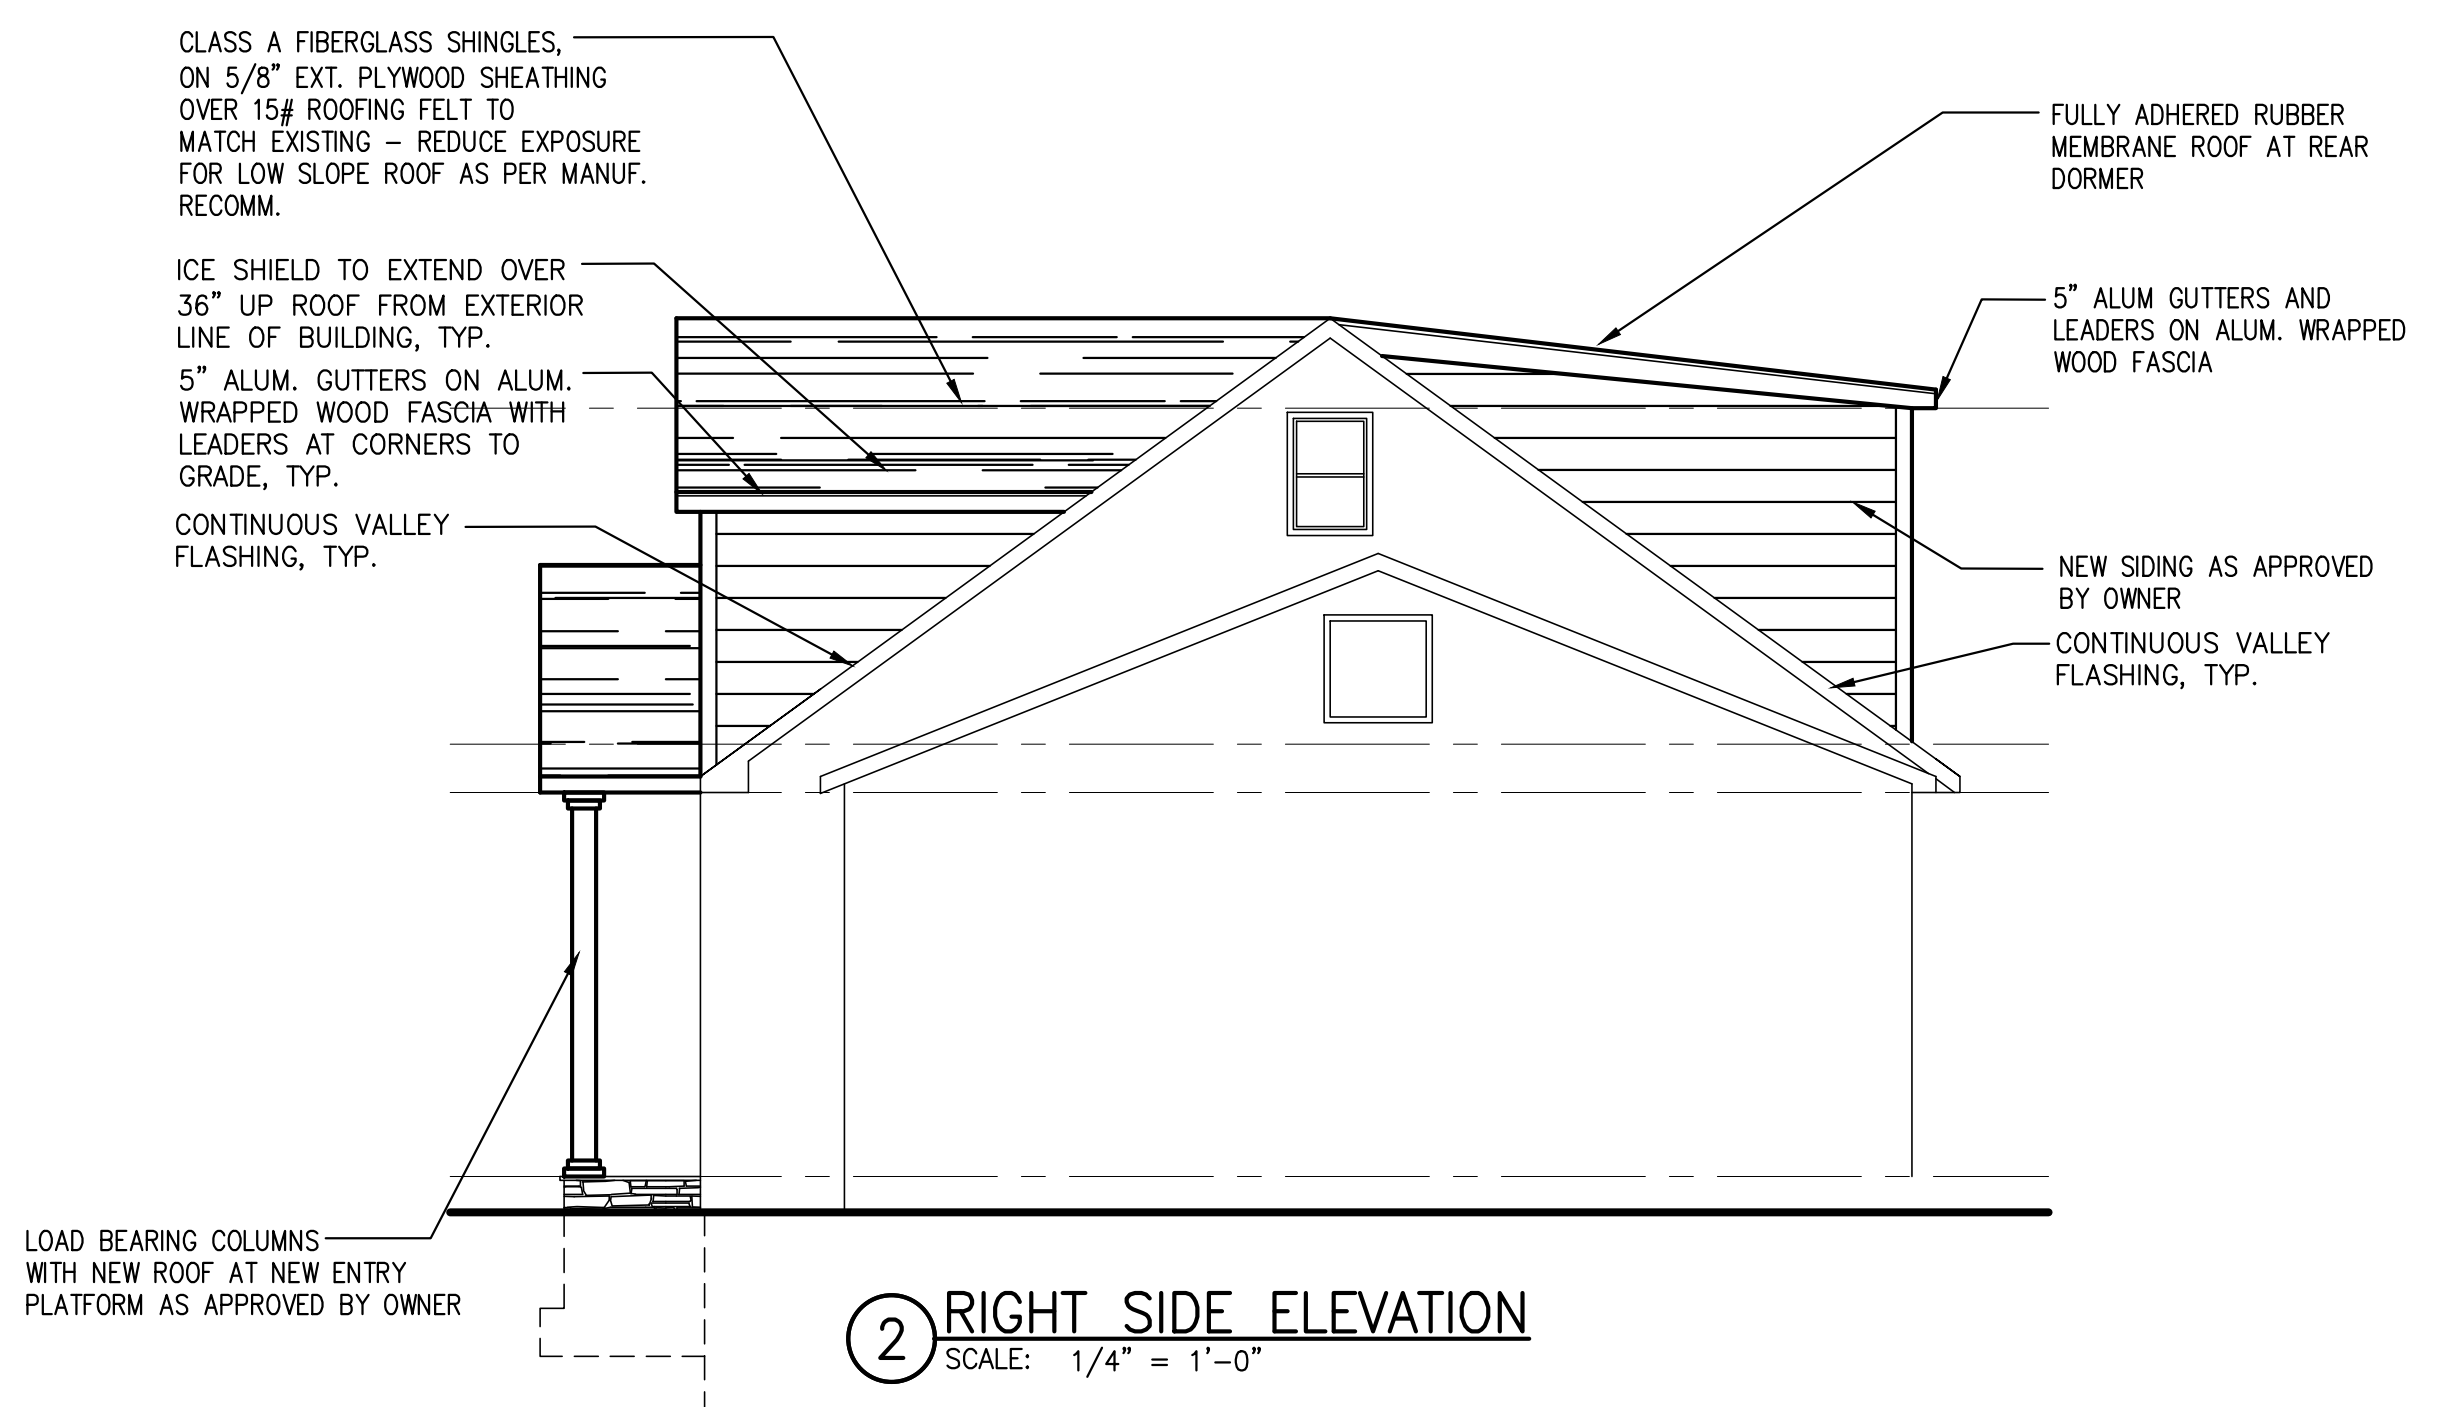 CLASS A FIBERGLASS SHINGLES,
ON 5/8" EXT. PLYWOOD SHEATHING
OVER 15# ROOFING FELT TO
MATCH EXISTING – REDUCE EXPOSURE
FOR LOW SLOPE ROOF AS PER MANUF.
RECOMM.
ICE SHIELD TO EXTEND OVER
36" UP ROOF FROM EXTERIOR
LINE OF BUILDING, TYP.
5" ALUM. GUTTERS ON ALUM.
WRAPPED WOOD FASCIA WITH
LEADERS AT CORNERS TO
GRADE, TYP.
CONTINUOUS VALLEY
FLASHING, TYP.
LOAD BEARING COLUMNS
WITH NEW ROOF AT NEW ENTRY
PLATFORM AS APPROVED BY OWNER
FULLY ADHERED RUBBER
MEMBRANE ROOF AT REAR
DORMER
5" ALUM GUTTERS AND
LEADERS ON ALUM. WRAPPED
WOOD FASCIA
NEW SIDING AS APPROVED
BY OWNER
CONTINUOUS VALLEY
FLASHING, TYP.
2 RIGHT SIDE ELEVATION
SCALE: 1/4" = 1'-0"